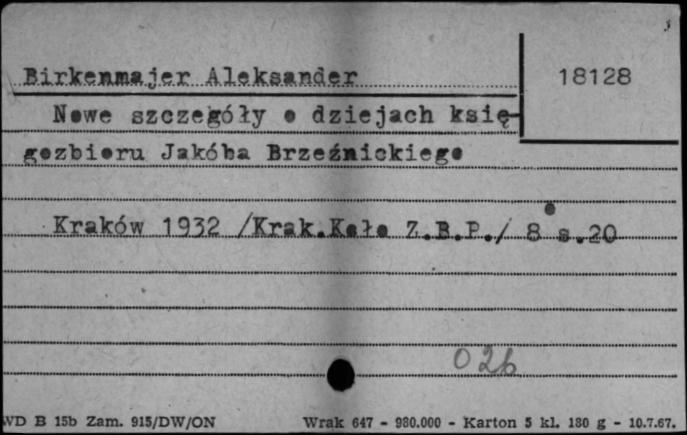 Birkenmajer Aleksander
18128
Nowe szczegóły o dziejach księ-
gozbioru Jakóba Brzeźnickiego
Kraków 1932 /Krak.Koło Z.B.P./ 8° s.20
02b
WD B 15b Zam. 915/DW/ON Wrak 647 - 980.000 - Karton 5 kl. 180 g - 10.7.67.